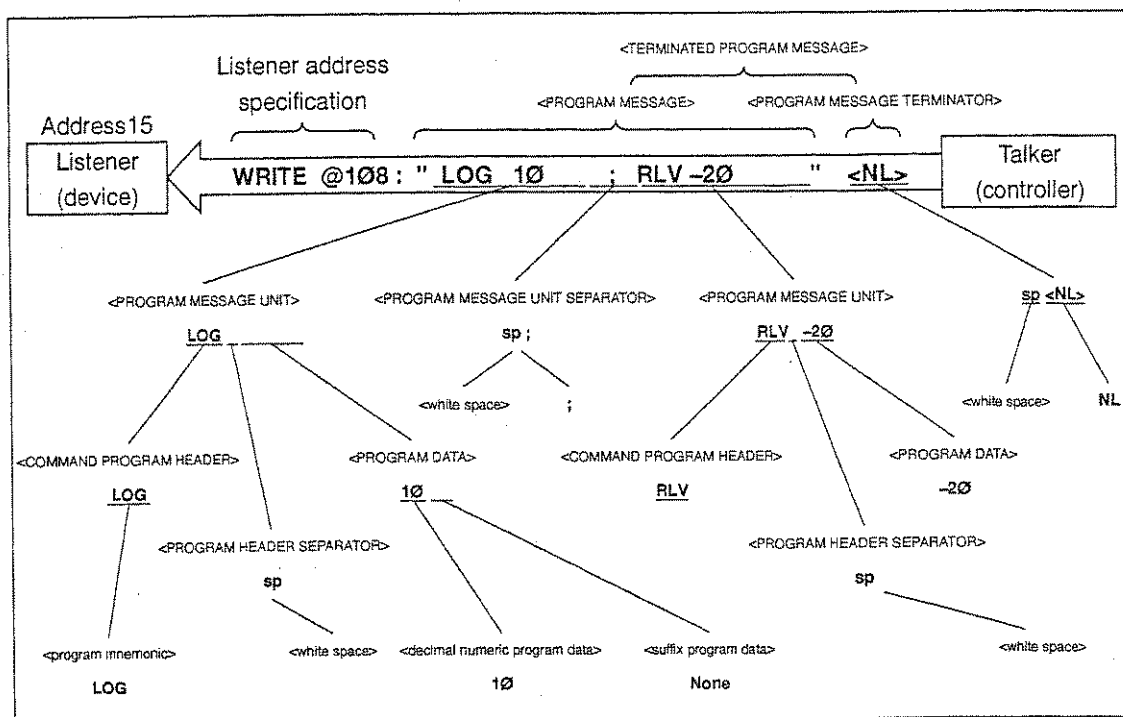 <TERMINATED PROGRAM MESSAGE>
Listener address
specification
<PROGRAM MESSAGE> <PROGRAM MESSAGE TERMINATOR>
Address15
Listener
(device)
WRITE @1Ø8 : " LOG 1Ø ; RLV –2Ø " <NL>
Talker
(controller)
<PROGRAM MESSAGE UNIT> <PROGRAM MESSAGE UNIT SEPARATOR> <PROGRAM MESSAGE UNIT> sp <NL>
LOG sp ; RLV –2Ø
<white space> ; <white space> NL
<COMMAND PROGRAM HEADER> <PROGRAM DATA> <COMMAND PROGRAM HEADER> <PROGRAM DATA>
LOG 1Ø RLV –2Ø
<PROGRAM HEADER SEPARATOR> <PROGRAM HEADER SEPARATOR>
sp sp
<program mnemonic> <white space> <decimal numeric program data> <suffix program data> <white space>
LOG 1Ø None